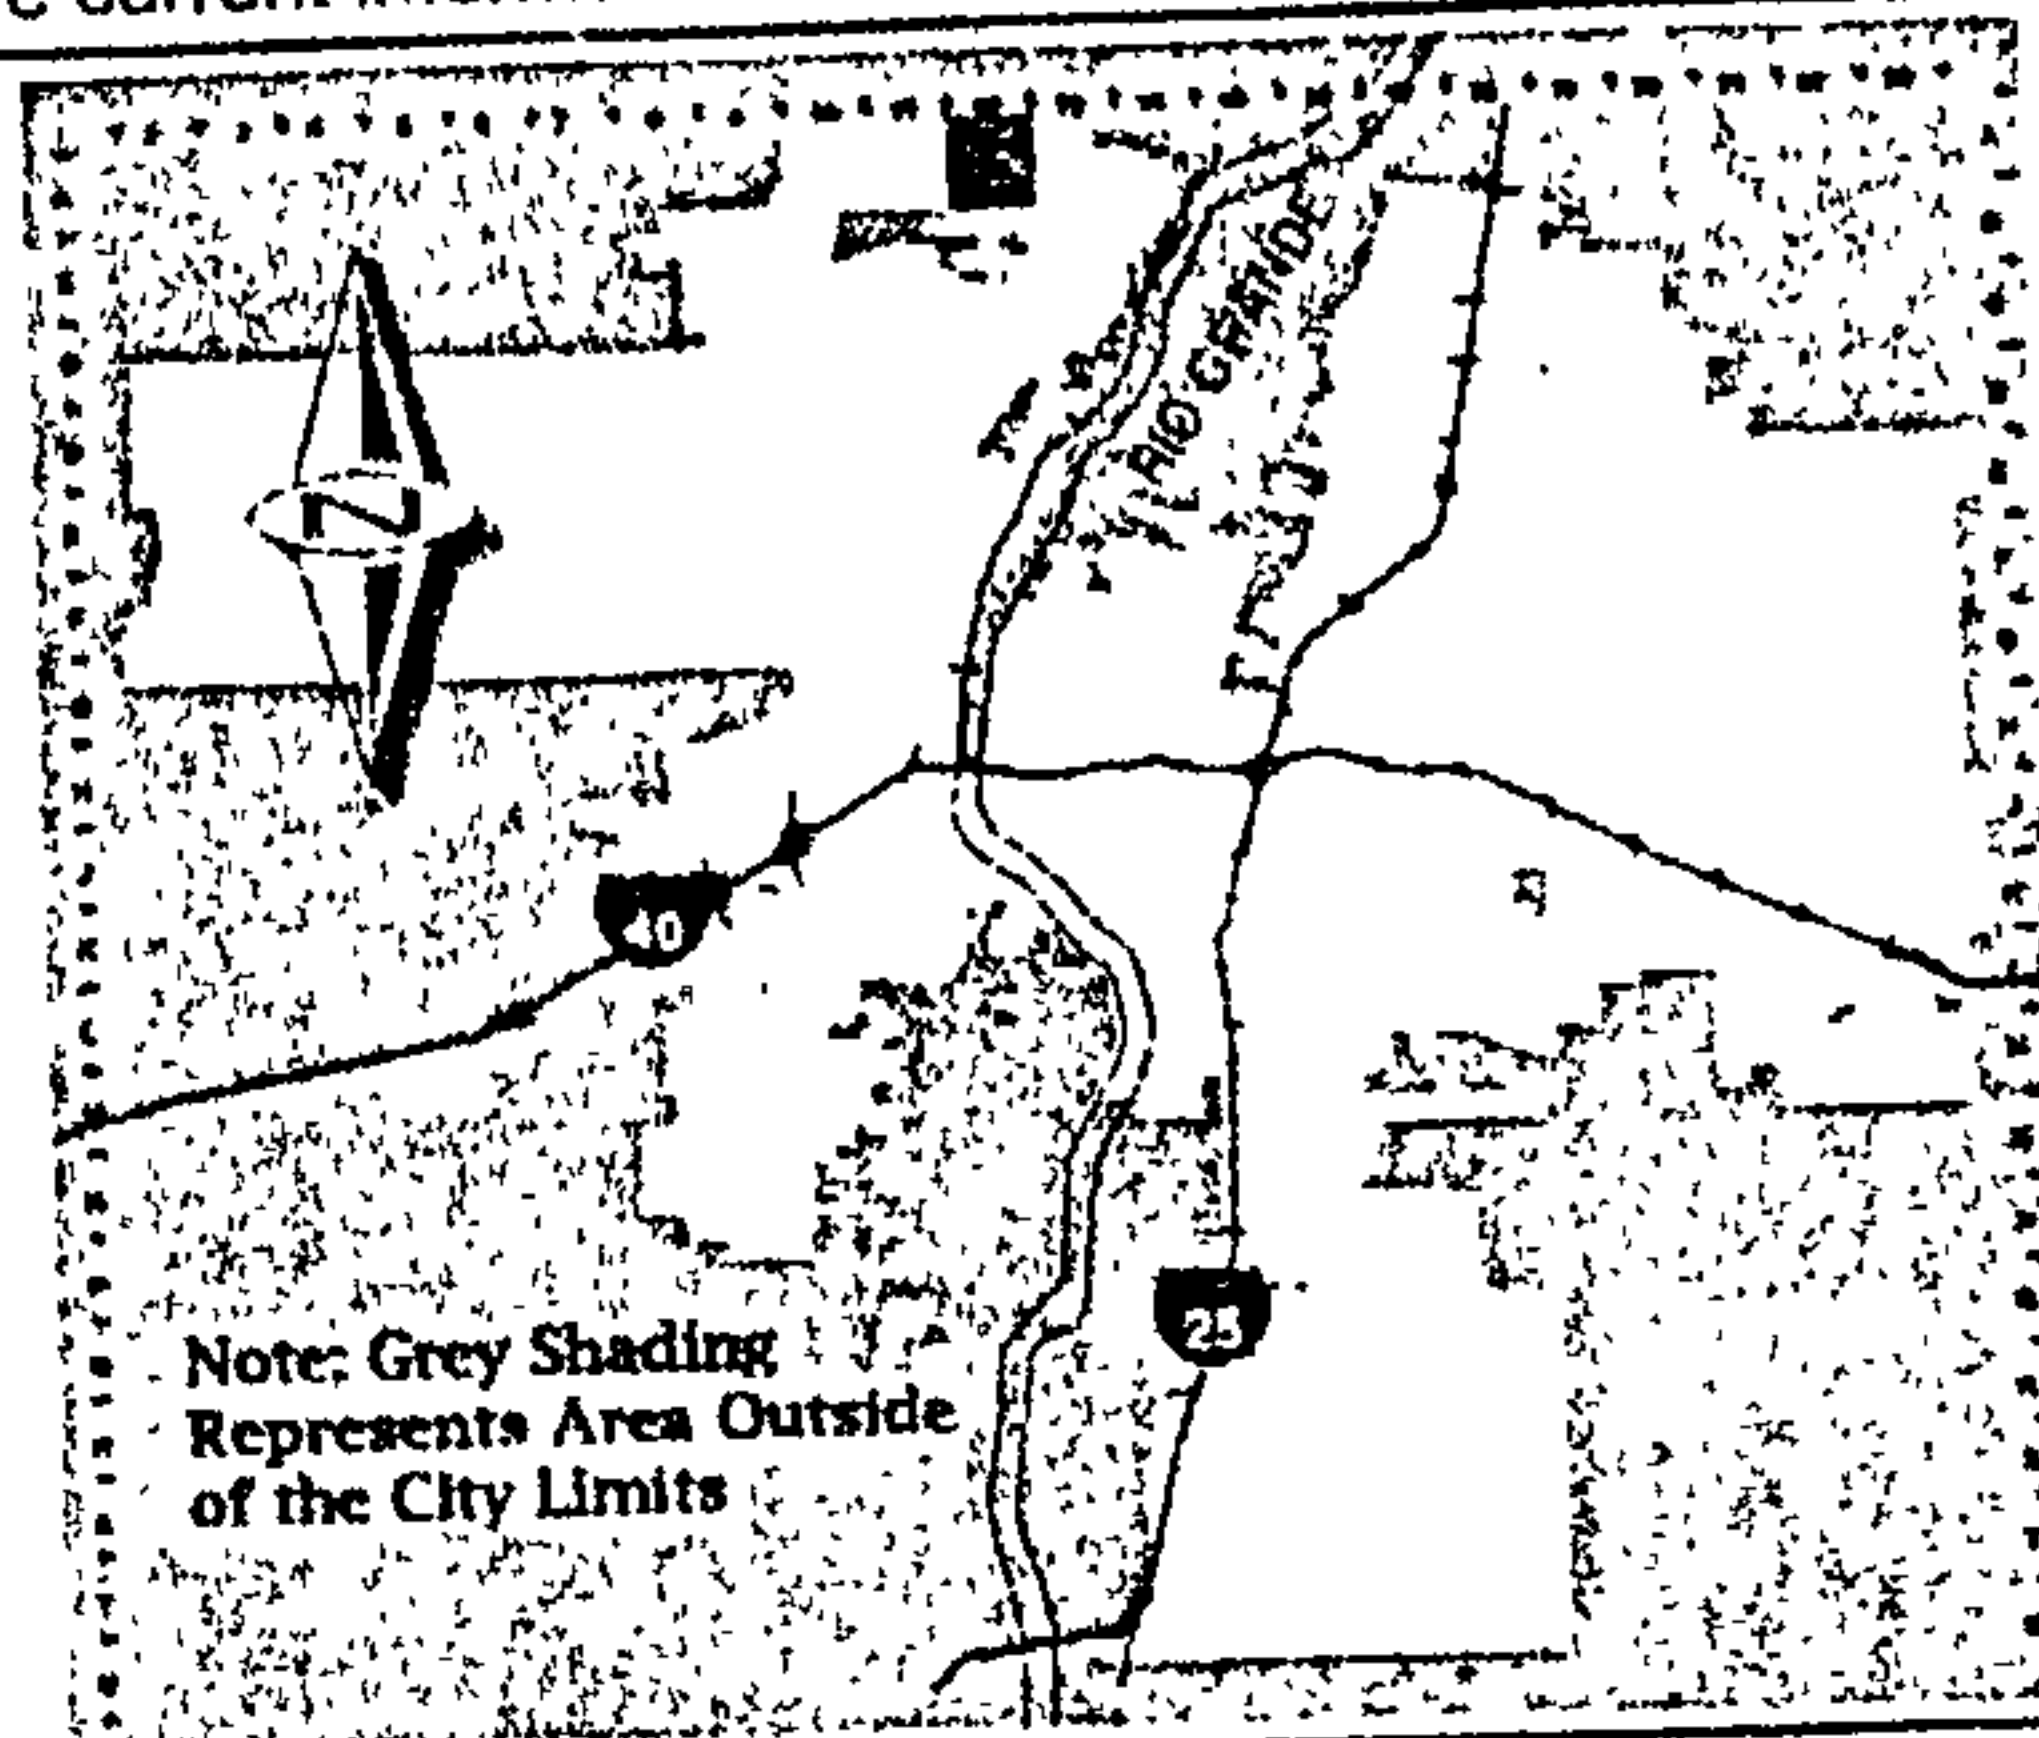 RIO GRANDE
N
40
25
Note: Grey Shading
Represents Area Outside
of the City Limits